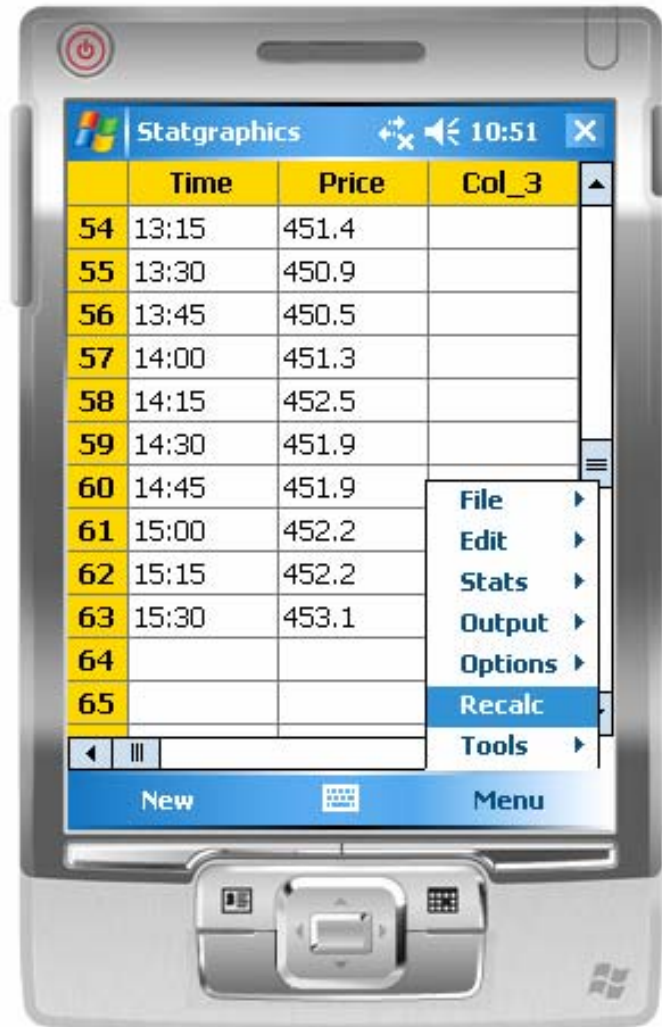 Statgraphics 10:51
Time Price Col_3
54 13:15 451.4
55 13:30 450.9
56 13:45 450.5
57 14:00 451.3
58 14:15 452.5
59 14:30 451.9
60 14:45 451.9
61 15:00 452.2
62 15:15 452.2
63 15:30 453.1
64
65
File
Edit
Stats
Output
Options
Recalc
Tools
New Menu